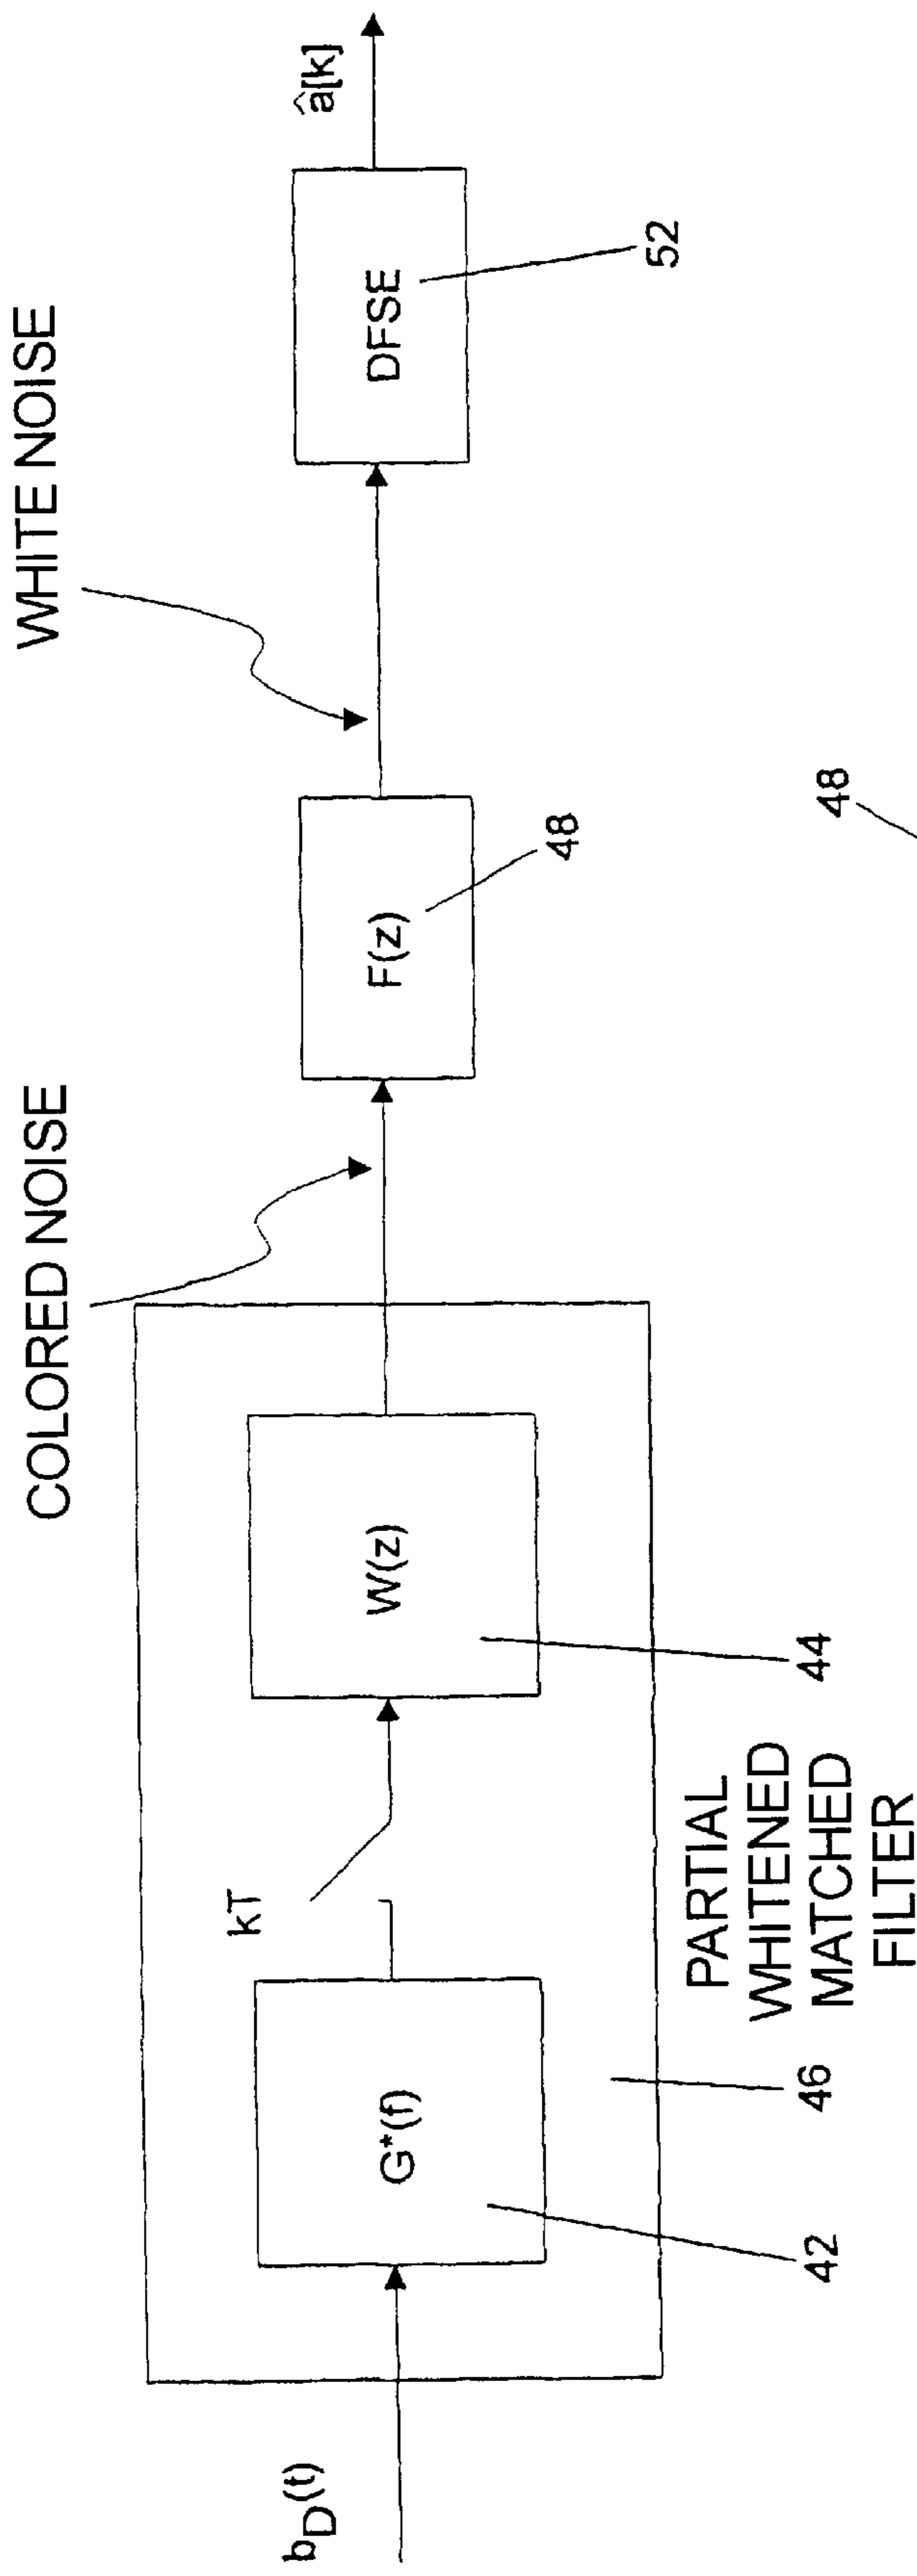 b_D(t)
G*(f)
42
kT
W(z)
44
46
PARTIAL
WHITENED
MATCHED
FILTER
COLORED NOISE
F(z)
48
WHITE NOISE
DFSE
52
â[k]
48